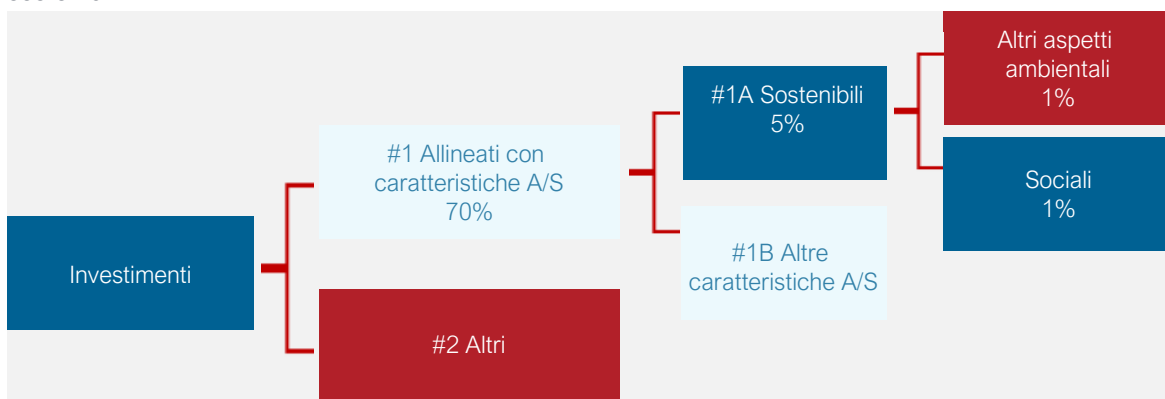 Investimenti
#1 Allineati con
caratteristiche A/S
70%
#2 Altri
#1A Sostenibili
5%
#1B Altre
caratteristiche A/S
Altri aspetti
ambientali
1%
Sociali
1%